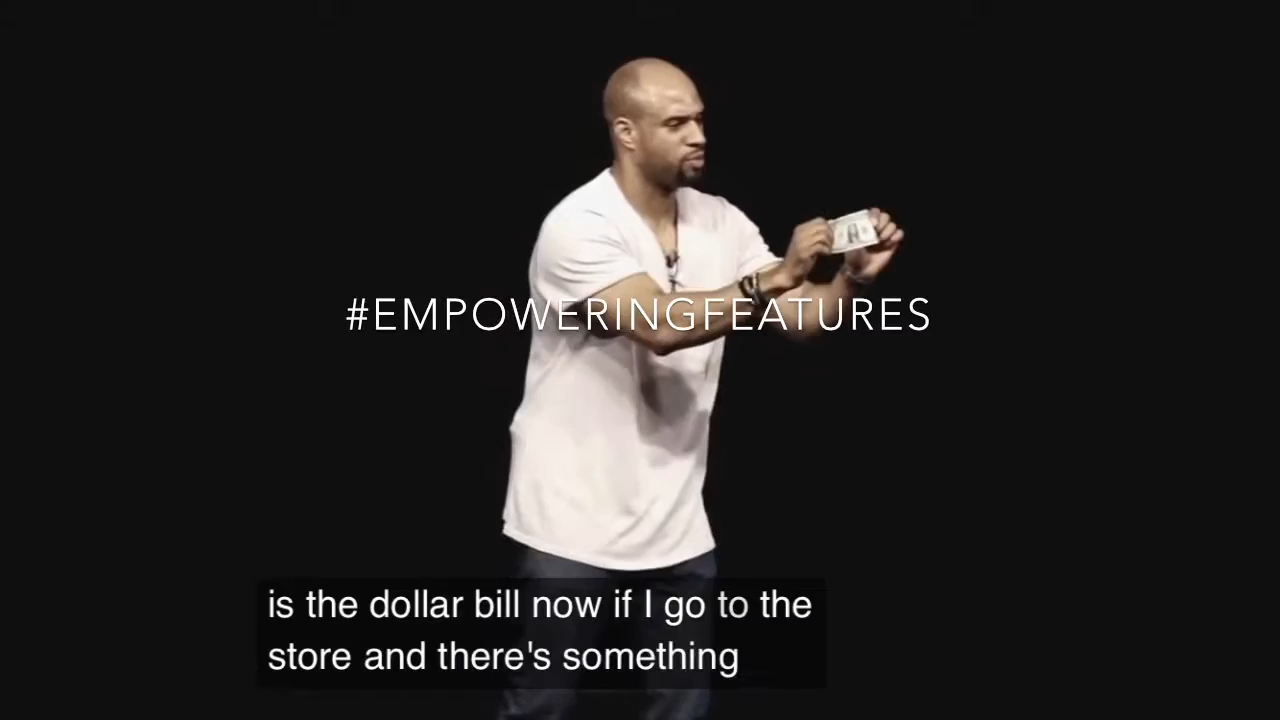 #EMPOWERINGFEATURES
is the dollar bill now if I go to the
store and there's something